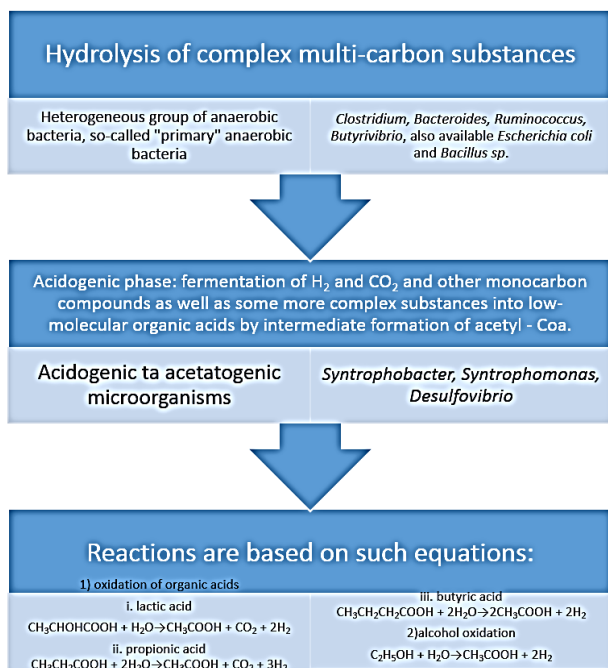 Hydrolysis of complex multi-carbon substances
Heterogeneous group of anaerobic
bacteria, so-called "primary" anaerobic
bacteria
Clostridium, Bacteroides, Ruminococcus,
Butyrivibrio, also available Escherichia coli
and Bacillus sp.
Acidogenic phase: fermentation of H₂ and CO₂ and other monocarbon
compounds as well as some more complex substances into low-
molecular organic acids by intermediate formation of acetyl - Coa.
Acidogenic ta acetatogenic
microorganisms
Syntrophobacter, Syntrophomonas,
Desulfovibrio
Reactions are based on such equations:
1) oxidation of organic acids
i. lactic acid
CH₃CHOHCOOH + H₂O→CH₃COOH + CO₂ + 2H₂
ii. propionic acid
CH₃CH₂COOH + 2H₂O→CH₃COOH + CO₂ + 3H₂
iii. butyric acid
CH₃CH₂CH₂COOH + 2H₂O→2CH₃COOH + 2H₂
2)alcohol oxidation
C₂H₅OH + H₂O→CH₃COOH + 2H₂